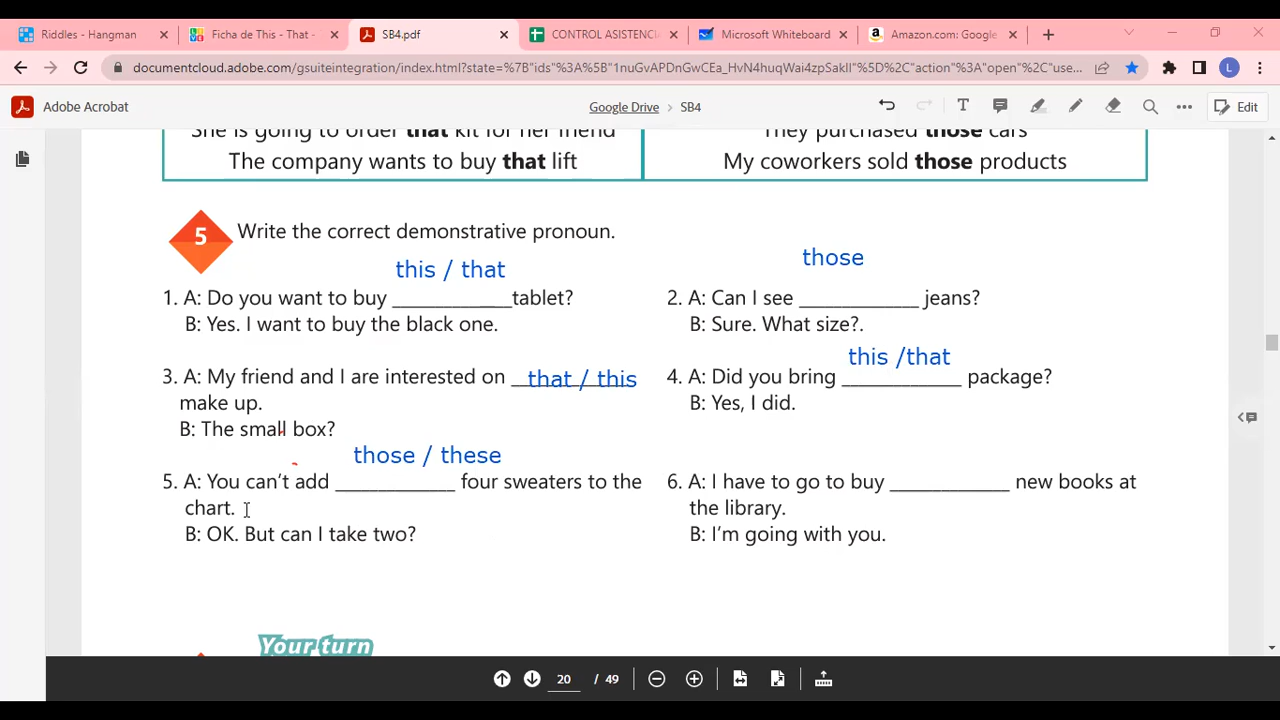 Riddles - Hangman
Ficha de This - That -
SB4.pdf
CONTROL ASISTENCI
Microsoft Whiteboard
Amazon.com: Google
documentcloud.adobe.com/gsuiteintegration/index.html?state=%7B"ids"%3A%5B"1nuGvAPDnGwCEa_HvN4huqWai4zpSakll"%5D%2C"action"%3A"open"%2C"use...
L
Adobe Acrobat
Google Drive
SB4
Edit
She is going to order that kit for her friend
The company wants to buy that lift
They purchased those cars
My coworkers sold those products
5 Write the correct demonstrative pronoun.
this / that
1. A: Do you want to buy ____________tablet?
B: Yes. I want to buy the black one.
those
2. A: Can I see ____________ jeans?
B: Sure. What size?.
3. A: My friend and I are interested on ____________
that / this
make up.
B: The small box?
this /that
4. A: Did you bring ____________ package?
B: Yes, I did.
those / these
5. A: You can't add ____________ four sweaters to the
chart.
B: OK. But can I take two?
6. A: I have to go to buy ____________ new books at
the library.
B: I'm going with you.
Your turn
20 / 49